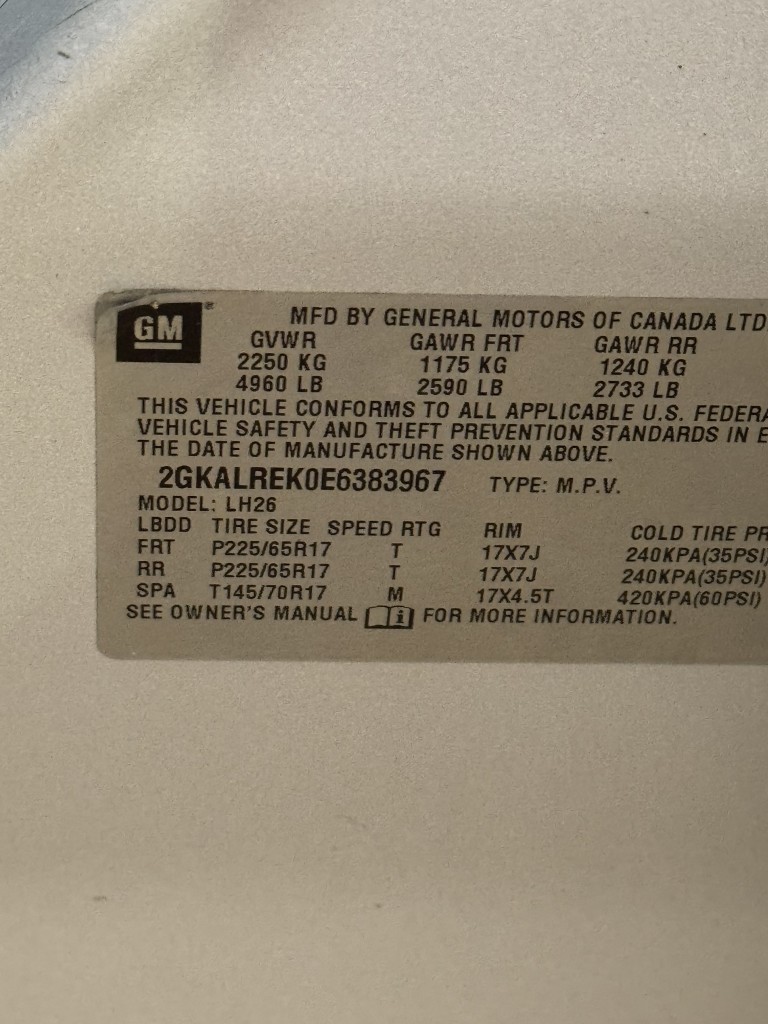 GM®
MFD BY GENERAL MOTORS OF CANADA LTD
GVWR GAWR FRT GAWR RR
2250 KG 1175 KG 1240 KG
4960 LB 2590 LB 2733 LB
THIS VEHICLE CONFORMS TO ALL APPLICABLE U.S. FEDERA
VEHICLE SAFETY AND THEFT PREVENTION STANDARDS IN E
THE DATE OF MANUFACTURE SHOWN ABOVE.
2GKALREK0E6383967 TYPE: M.P.V.
MODEL: LH26
LBDD TIRE SIZE SPEED RTG RIM COLD TIRE PR
FRT P225/65R17 T 17X7J 240KPA(35PSI)
RR P225/65R17 T 17X7J 240KPA(35PSI)
SPA T145/70R17 M 17X4.5T 420KPA(60PSI)
SEE OWNER'S MANUAL i FOR MORE INFORMATION.